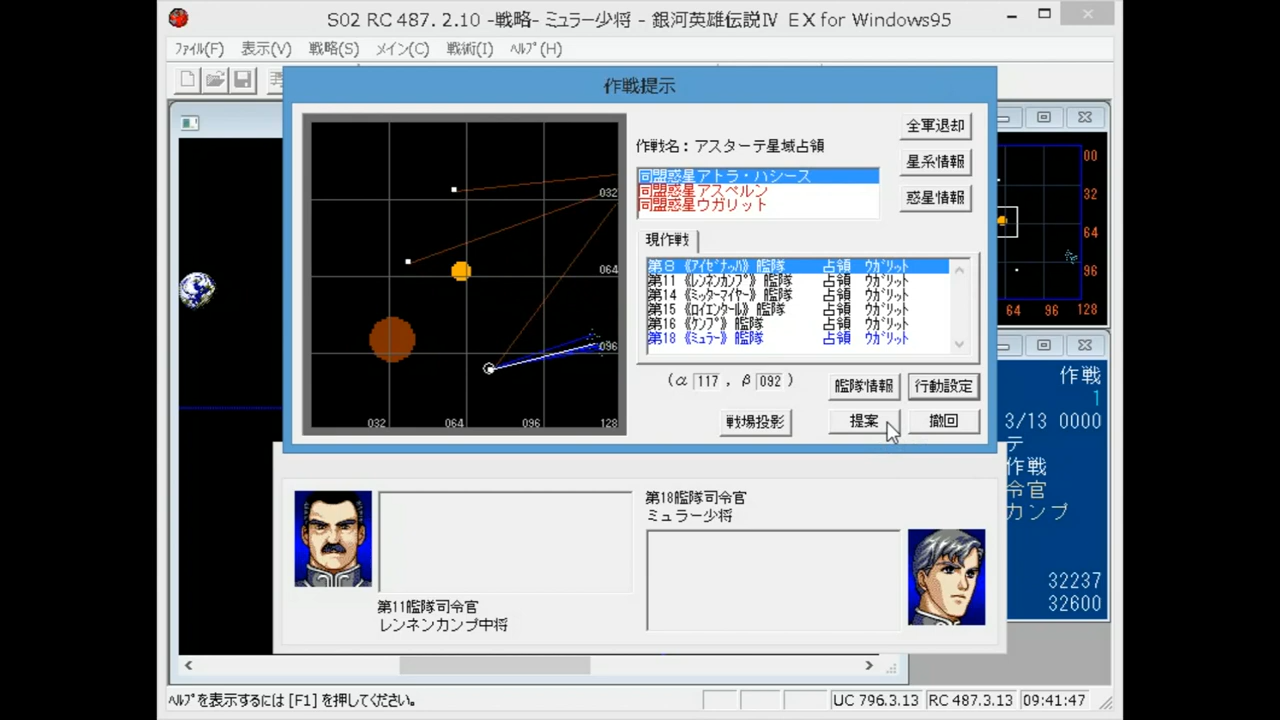 S02 RC 487. 2.10 -戦略- ミュラー少将 - 銀河英雄伝説Ⅳ ＥＸ for Windows95
ﾌｧｲﾙ(F) 表示(V) 戦略(S) メイン(C) 戦術(I) ﾍﾙﾌﾟ(H)
作戦提示
作戦名：アスターテ星域占領
全軍退却
同盟惑星アトラ・ハシース
同盟惑星アスペルン
同盟惑星ウガリット
星系情報
惑星情報
現作戦
第8 《ｱｲｾﾞﾅｯﾊ》 艦隊 占領 ｳｶﾞﾘｯﾄ
第11 《ﾚﾝﾈﾝｶﾝﾌﾟ》 艦隊 占領 ｳｶﾞﾘｯﾄ
第14 《ﾐｯﾀｰﾏｲﾔｰ》 艦隊 占領 ｳｶﾞﾘｯﾄ
第15 《ﾛｲｴﾝﾀｰﾙ》 艦隊 占領 ｳｶﾞﾘｯﾄ
第16 《ｹﾝﾌﾟ》 艦隊 占領 ｳｶﾞﾘｯﾄ
第18 《ﾐｭﾗｰ》 艦隊 占領 ｳｶﾞﾘｯﾄ
032
064
096
032 064 096 128
(α 117 , β 092 )
艦隊情報 行動設定
戦場投影 提案 撤回
00
32
64
96
64 96 128
作戦
1
3/13 0000
テ
作戦
令官
カンプ
32237
32600
第11艦隊司令官
レンネンカンプ中将
第18艦隊司令官
ミュラー少将
ﾍﾙﾌﾟを表示するには [F1] を押してください。
UC 796.3.13 RC 487.3.13 09:41:47